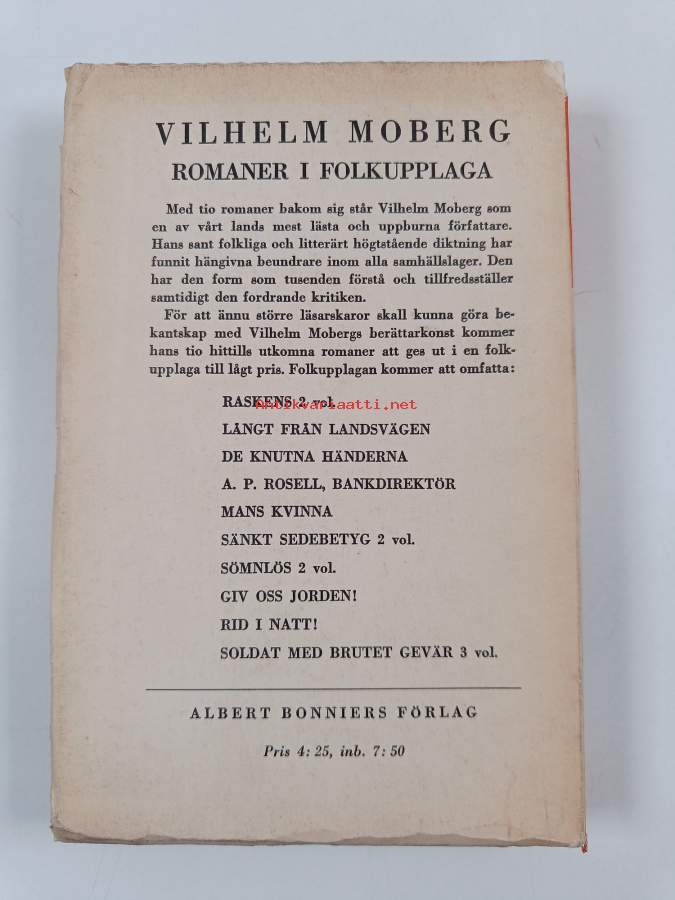 VILHELM MOBERG
ROMANER I FOLKUPPLAGA
Med tio romaner bakom sig står Vilhelm Moberg som
en av vårt lands mest lästa och uppburna författare.
Hans sant folkliga och litterärt högtstående diktning har
funnit hängivna beundrare inom alla samhällslager. Den
har den form som tusenden förstå och tillfredsställer
samtidigt den fordrande kritiken.
För att ännu större läsarskaror skall kunna göra be-
kantskap med Vilhelm Mobergs berättarkonst kommer
hans tio hittills utkomna romaner att ges ut i en folk-
upplaga till lågt pris. Folkupplagan kommer att omfatta:
RASKENS 2 vol.
Antikvariaatti.net
LÅNGT FRÅN LANDSVÄGEN
DE KNUTNA HÄNDERNA
A. P. ROSELL, BANKDIREKTÖR
MANS KVINNA
SÄNKT SEDEBETYG 2 vol.
SÖMNLÖS 2 vol.
GIV OSS JORDEN!
RID I NATT!
SOLDAT MED BRUTET GEVÄR 3 vol.
ALBERT BONNIERS FÖRLAG
Pris 4: 25, inb. 7: 50